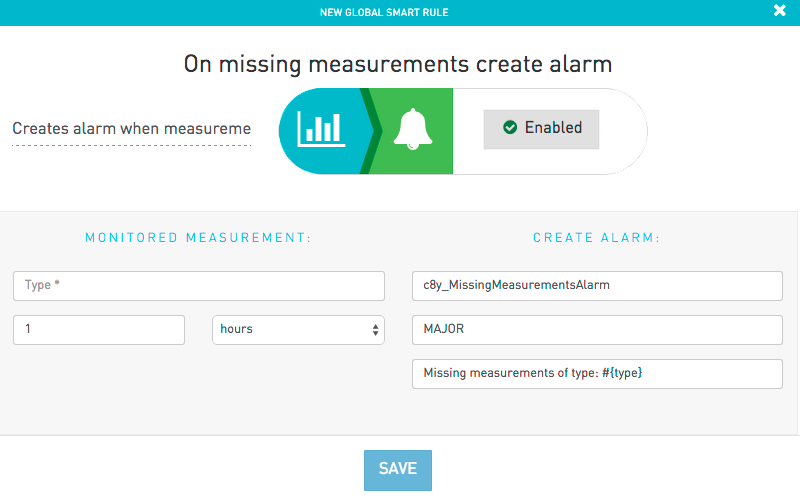 NEW GLOBAL SMART RULE
On missing measurements create alarm
Creates alarm when measureme
Enabled
MONITORED MEASUREMENT:
CREATE ALARM:
Type *
c8y_MissingMeasurementsAlarm
1
hours
MAJOR
Missing measurements of type: #{type}
SAVE